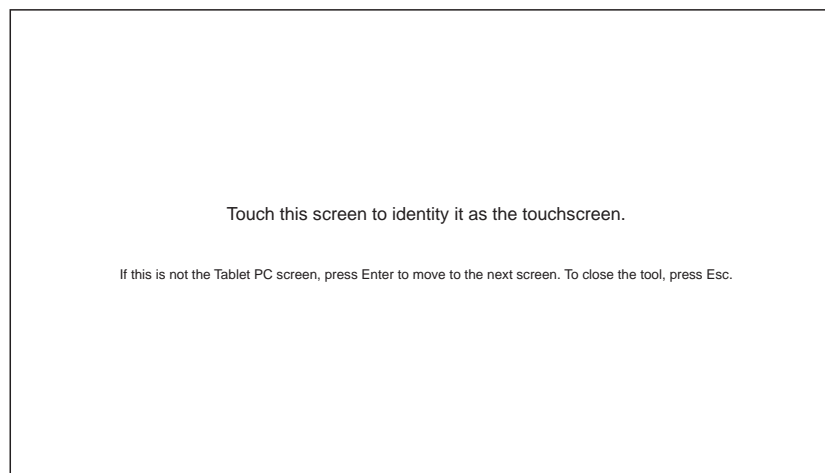 Touch this screen to identity it as the touchscreen.
If this is not the Tablet PC screen, press Enter to move to the next screen. To close the tool, press Esc.